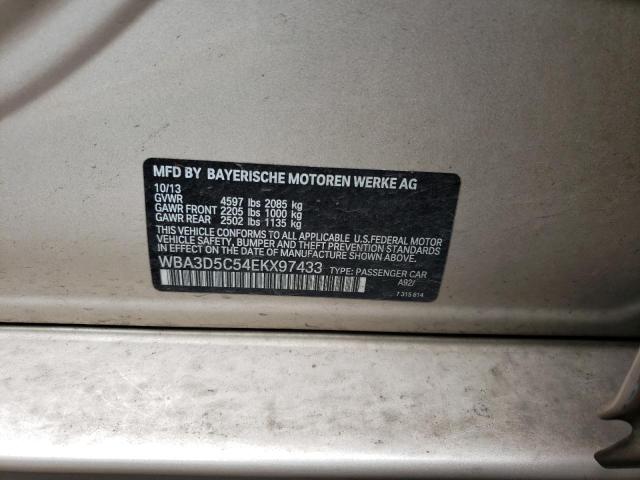 MFD BY BAYERISCHE MOTOREN WERKE AG
10/13
GVWR 4597 lbs 2085 kg
GAWR FRONT 2205 lbs 1000 kg
GAWR REAR 2502 lbs 1135 kg
THIS VEHICLE CONFORMS TO ALL APPLICABLE U.S.FEDERAL MOTOR
VEHICLE SAFETY, BUMPER AND THEFT PREVENTION STANDARDS
IN EFFECT ON THE DATE OF MANUFACTURE SHOWN ABOVE.
WBA3D5C54EKX97433 TYPE: PASSENGER CAR
A92/
7 315 614